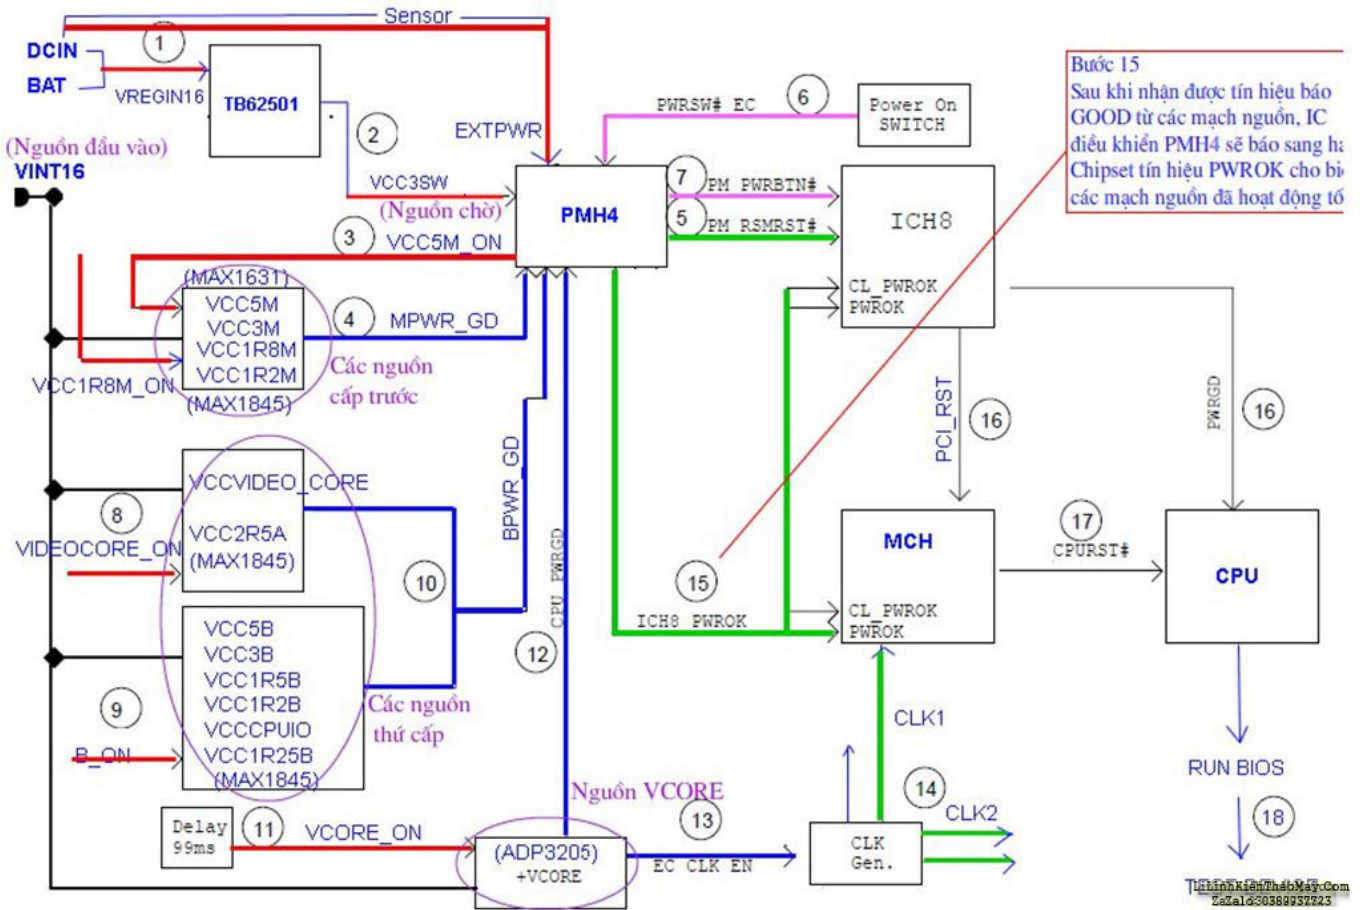 Sensor
DCIN
BAT
1
VREGIN16
TB62501
2
EXTPWR
PWRSW# EC
6
Power On
SWITCH
Bước 15
Sau khi nhận được tín hiệu báo
GOOD từ các mạch nguồn, IC
điều khiển PMH4 sẽ báo sang
Chipset tín hiệu PWROK cho
các mạch nguồn đã hoạt động
(Nguồn đầu vào)
VINT16
VCC3SW
(Nguồn chờ)
PMH4
7
PM PWRBTN#
5
PM RSMRST#
ICH8
CL_PWROK
PWROK
3
VCC5M_ON
(MAX1631)
VCC5M
VCC3M
VCC1R8M
VCC1R2M
(MAX1845)
VCC1R8M_ON
4
MPWR_GD
Các nguồn
cấp trước
PCI_RST
16
PWRGD
16
VCCVIDEO_CORE
VCC2R5A
(MAX1845)
8
VIDEOCORE_ON
10
BPWR_GD
CPU PWRGD
12
15
ICH8 PWROK
MCH
CL_PWROK
PWROK
17
CPURST#
CPU
VCC5B
VCC3B
VCC1R5B
VCC1R2B
VCCCPUIO
VCC1R25B
(MAX1845)
9
B_ON
Các nguồn
thứ cấp
Nguồn VCORE
Delay
99ms
11
VCORE_ON
(ADP3205)
+VCORE
13
EC CLK EN
CLK
Gen.
CLK1
14
CLK2
RUN BIOS
18
LiLinhKienThaoMay.Com
ZaZalo:0389937723